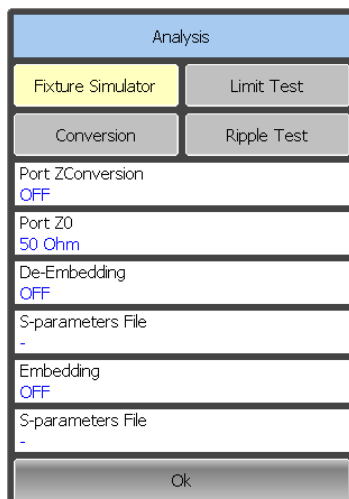 Analysis
Fixture Simulator
Limit Test
Conversion
Ripple Test
Port ZConversion
OFF
Port Z0
50 Ohm
De-Embedding
OFF
S-parameters File
-
Embedding
OFF
S-parameters File
-
Ok